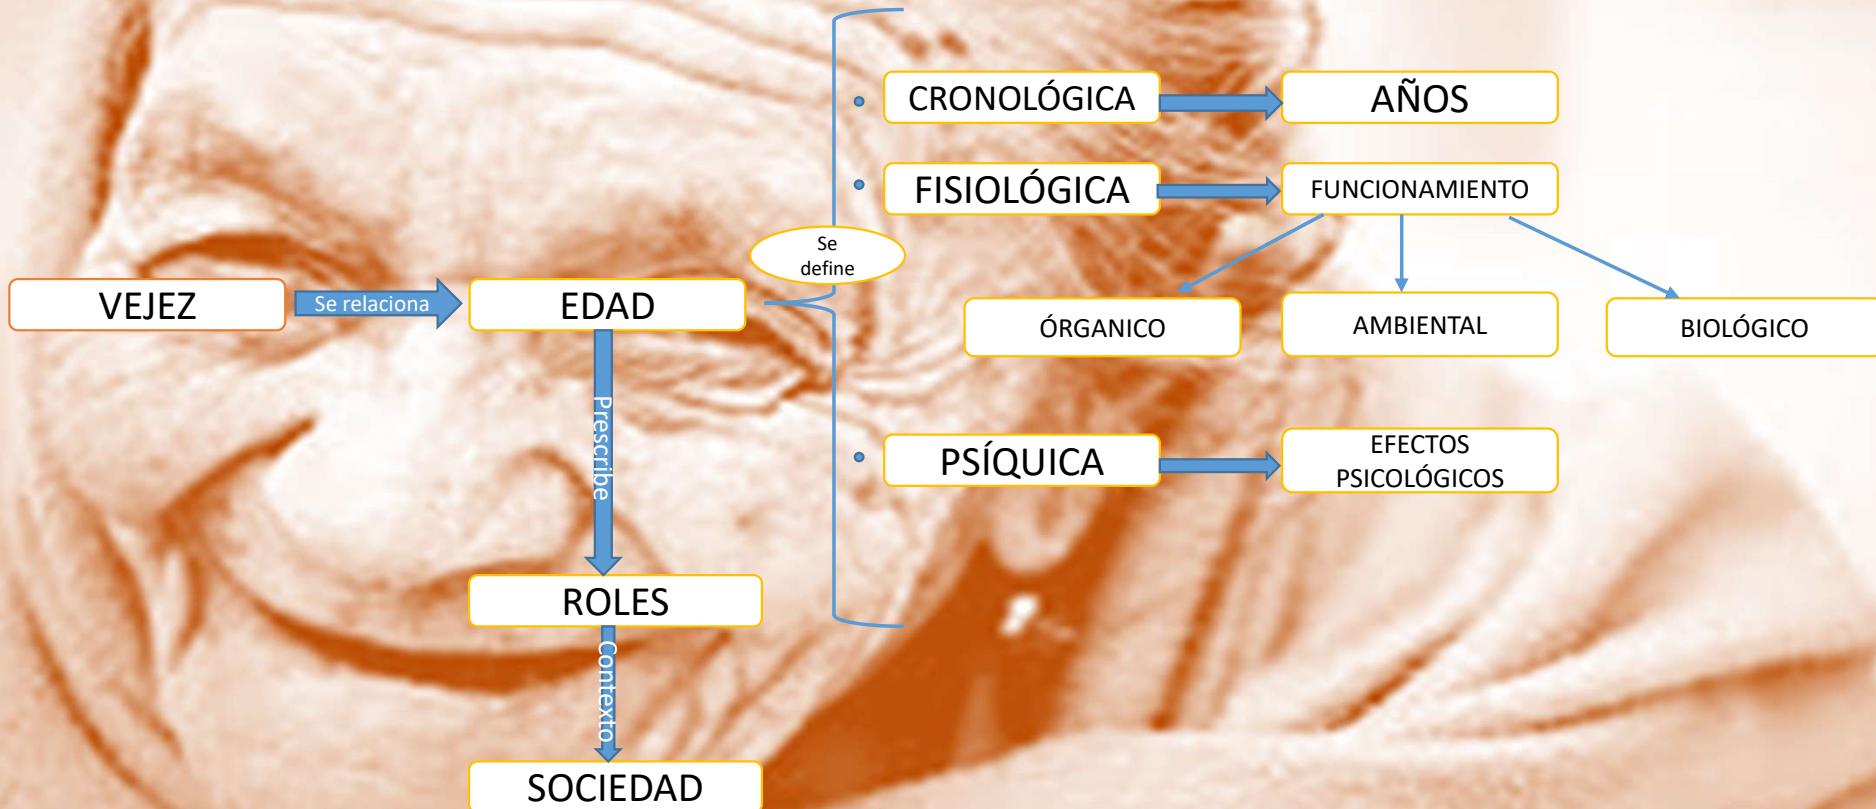 CRONOLÓGICA
AÑOS
FISIOLÓGICA
FUNCIONAMIENTO
Se
define
VEJEZ
Se relaciona
EDAD
ÓRGANICO
AMBIENTAL
BIOLÓGICO
Prescribe
PSÍQUICA
EFECTOS
PSICOLÓGICOS
ROLES
Contexto
SOCIEDAD